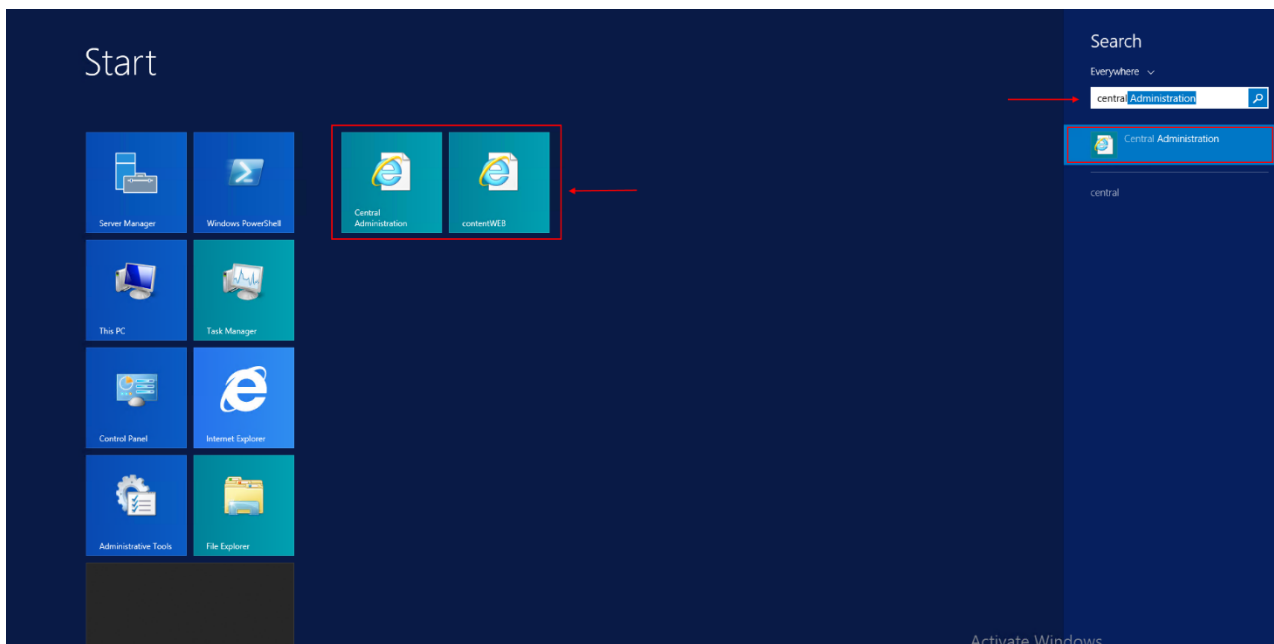 Start
Server Manager
Windows PowerShell
Central
Administration
contentWEB
This PC
Task Manager
Control Panel
Internet Explorer
Administrative Tools
File Explorer
Search
Everywhere
central Administration
Central Administration
central
Activate Windows